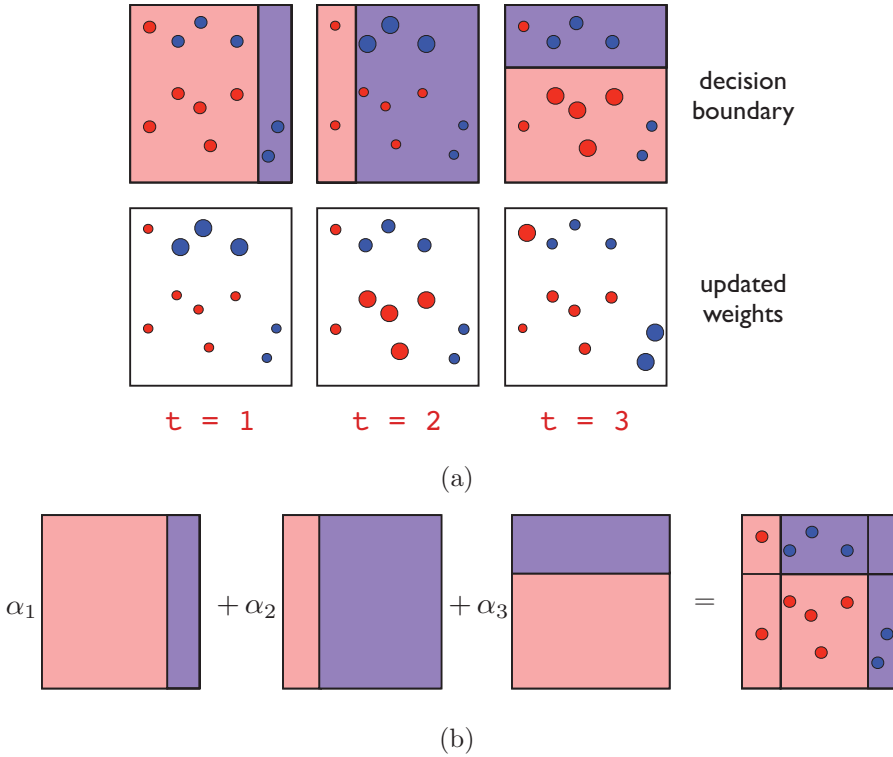 decision
boundary
updated
weights
t = 1 t = 2 t = 3
(a)
α₁ + α₂ + α₃ =
(b)